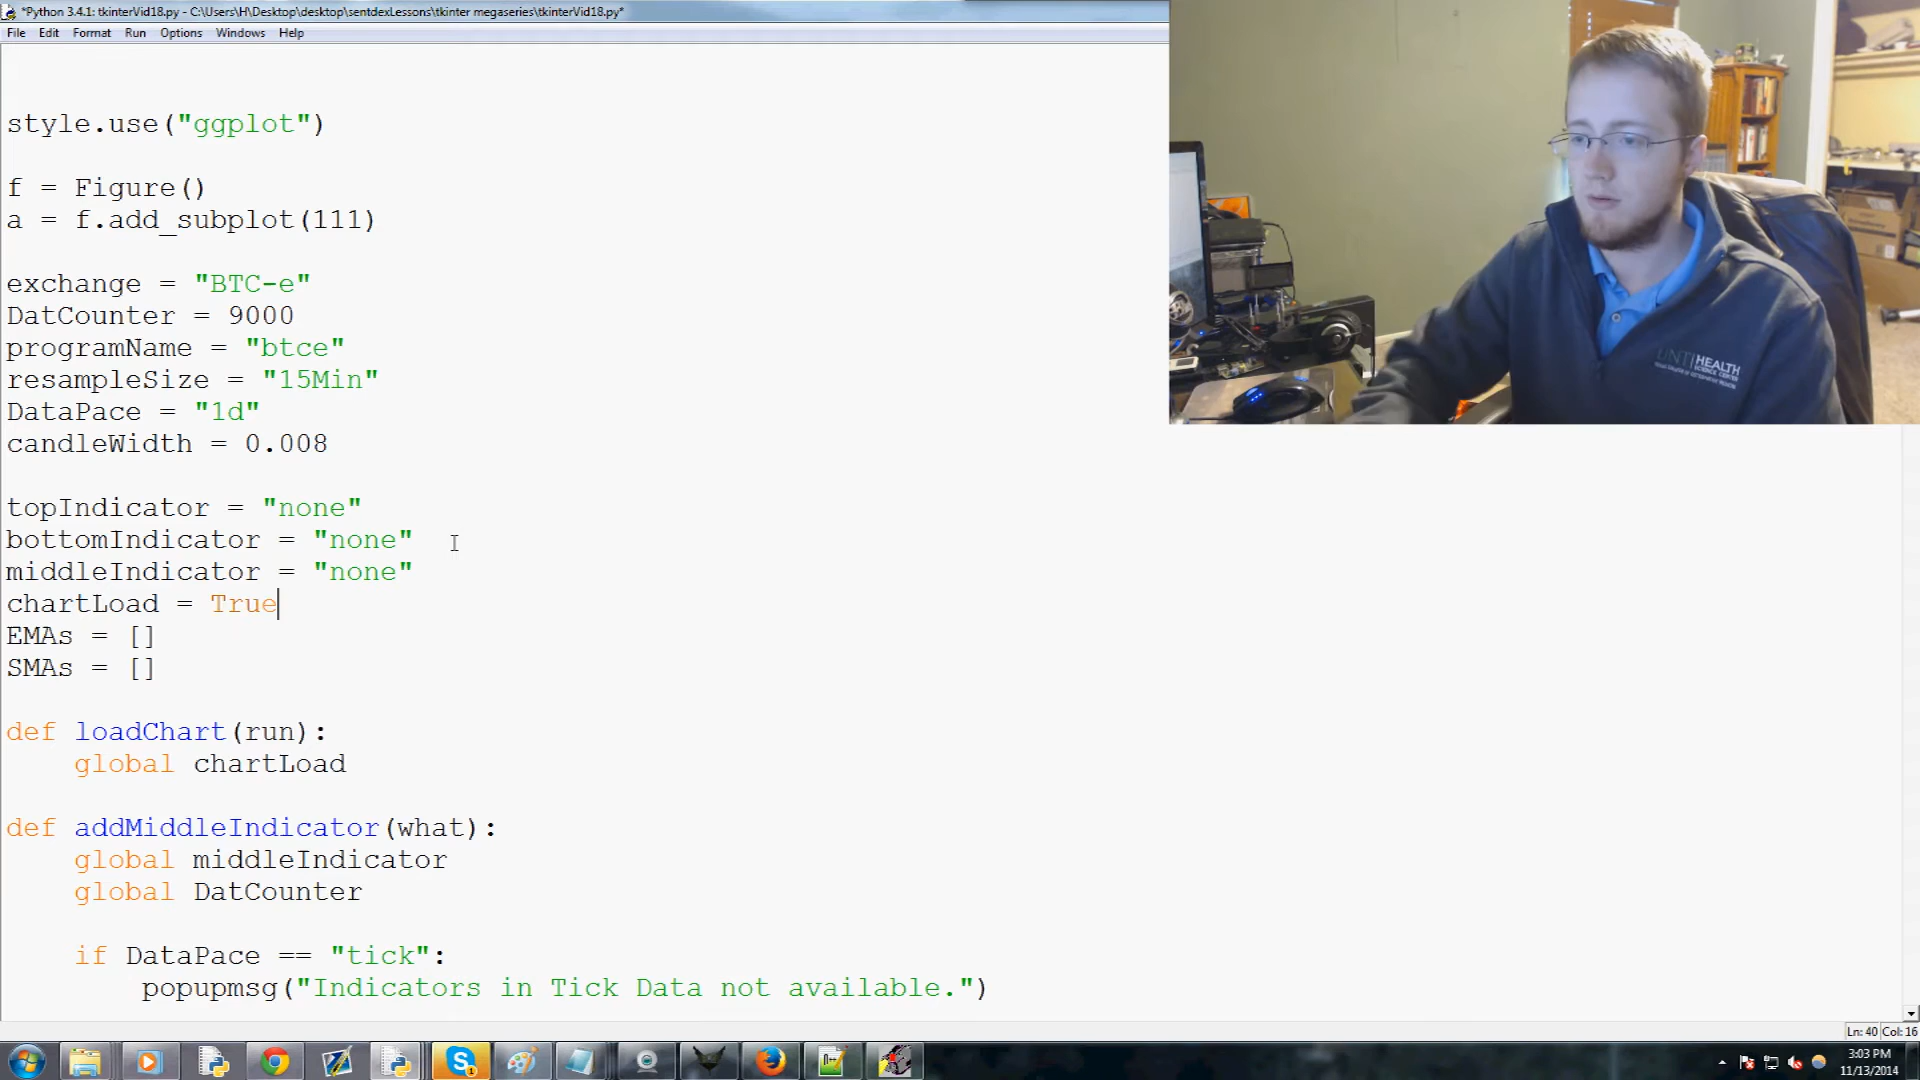 *Python 3.4.1: tkinterVid18.py - C:\Users\H\Desktop\desktop\sentdexLessons\tkinter megaseries\tkinterVid18.py*
File Edit Format Run Options Windows Help
style.use("ggplot")
f = Figure()
a = f.add_subplot(111)
exchange = "BTC-e"
DatCounter = 9000
programName = "btce"
resampleSize = "15Min"
DataPace = "1d"
candleWidth = 0.008
topIndicator = "none"
bottomIndicator = "none"
middleIndicator = "none"
chartLoad = True
EMAs = []
SMAs = []
def loadChart(run):
    global chartLoad
def addMiddleIndicator(what):
    global middleIndicator
    global DatCounter
    if DataPace == "tick":
        popupmsg("Indicators in Tick Data not available.")
UNT HEALTH
SCIENCE CENTER
Ln: 40 Col: 16
3:03 PM
11/13/2014